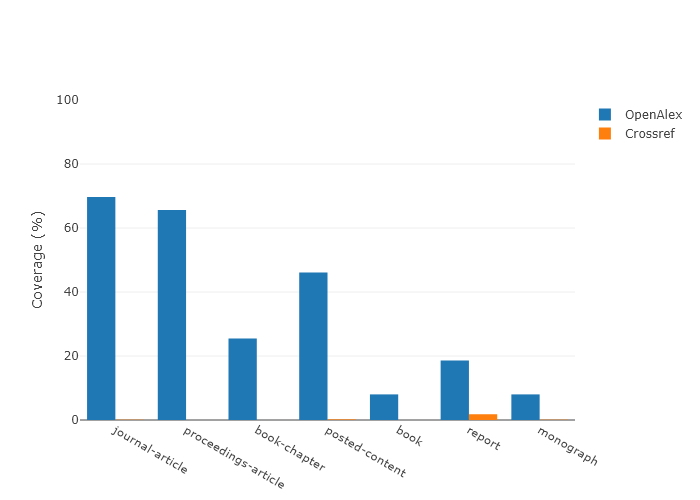 100
80
60
40
20
0
Coverage (%)
journal-article
proceedings-article
book-chapter
posted-content
book
report
monograph
OpenAlex
Crossref